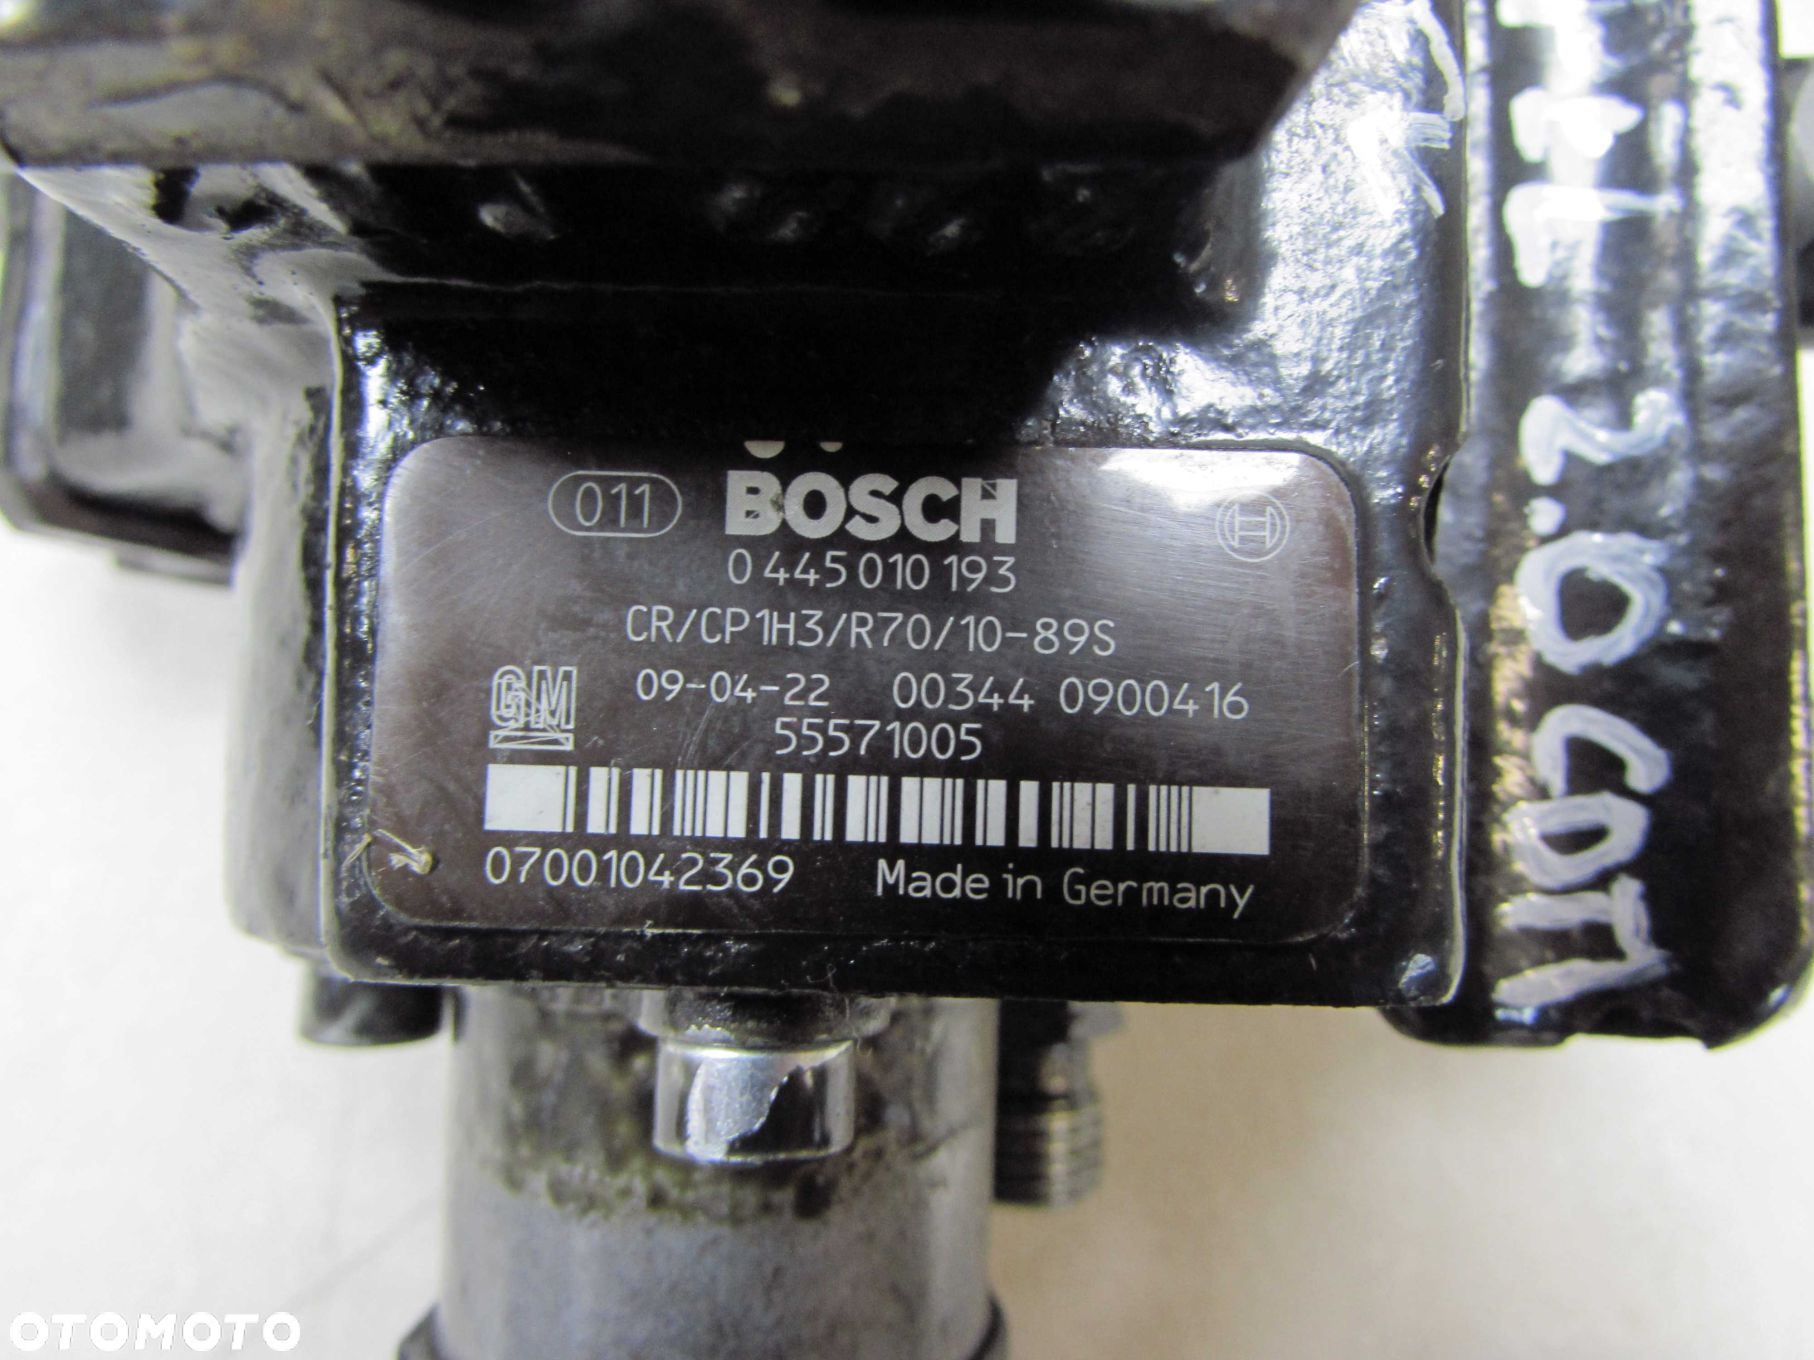 011 BOSCH
0 445 010 193
CR/CP1H3/R70/10-89S
GM 09-04-22 00344 0900416
55571005
07001042369 Made in Germany
2.0 CDTI
OTOMOTO